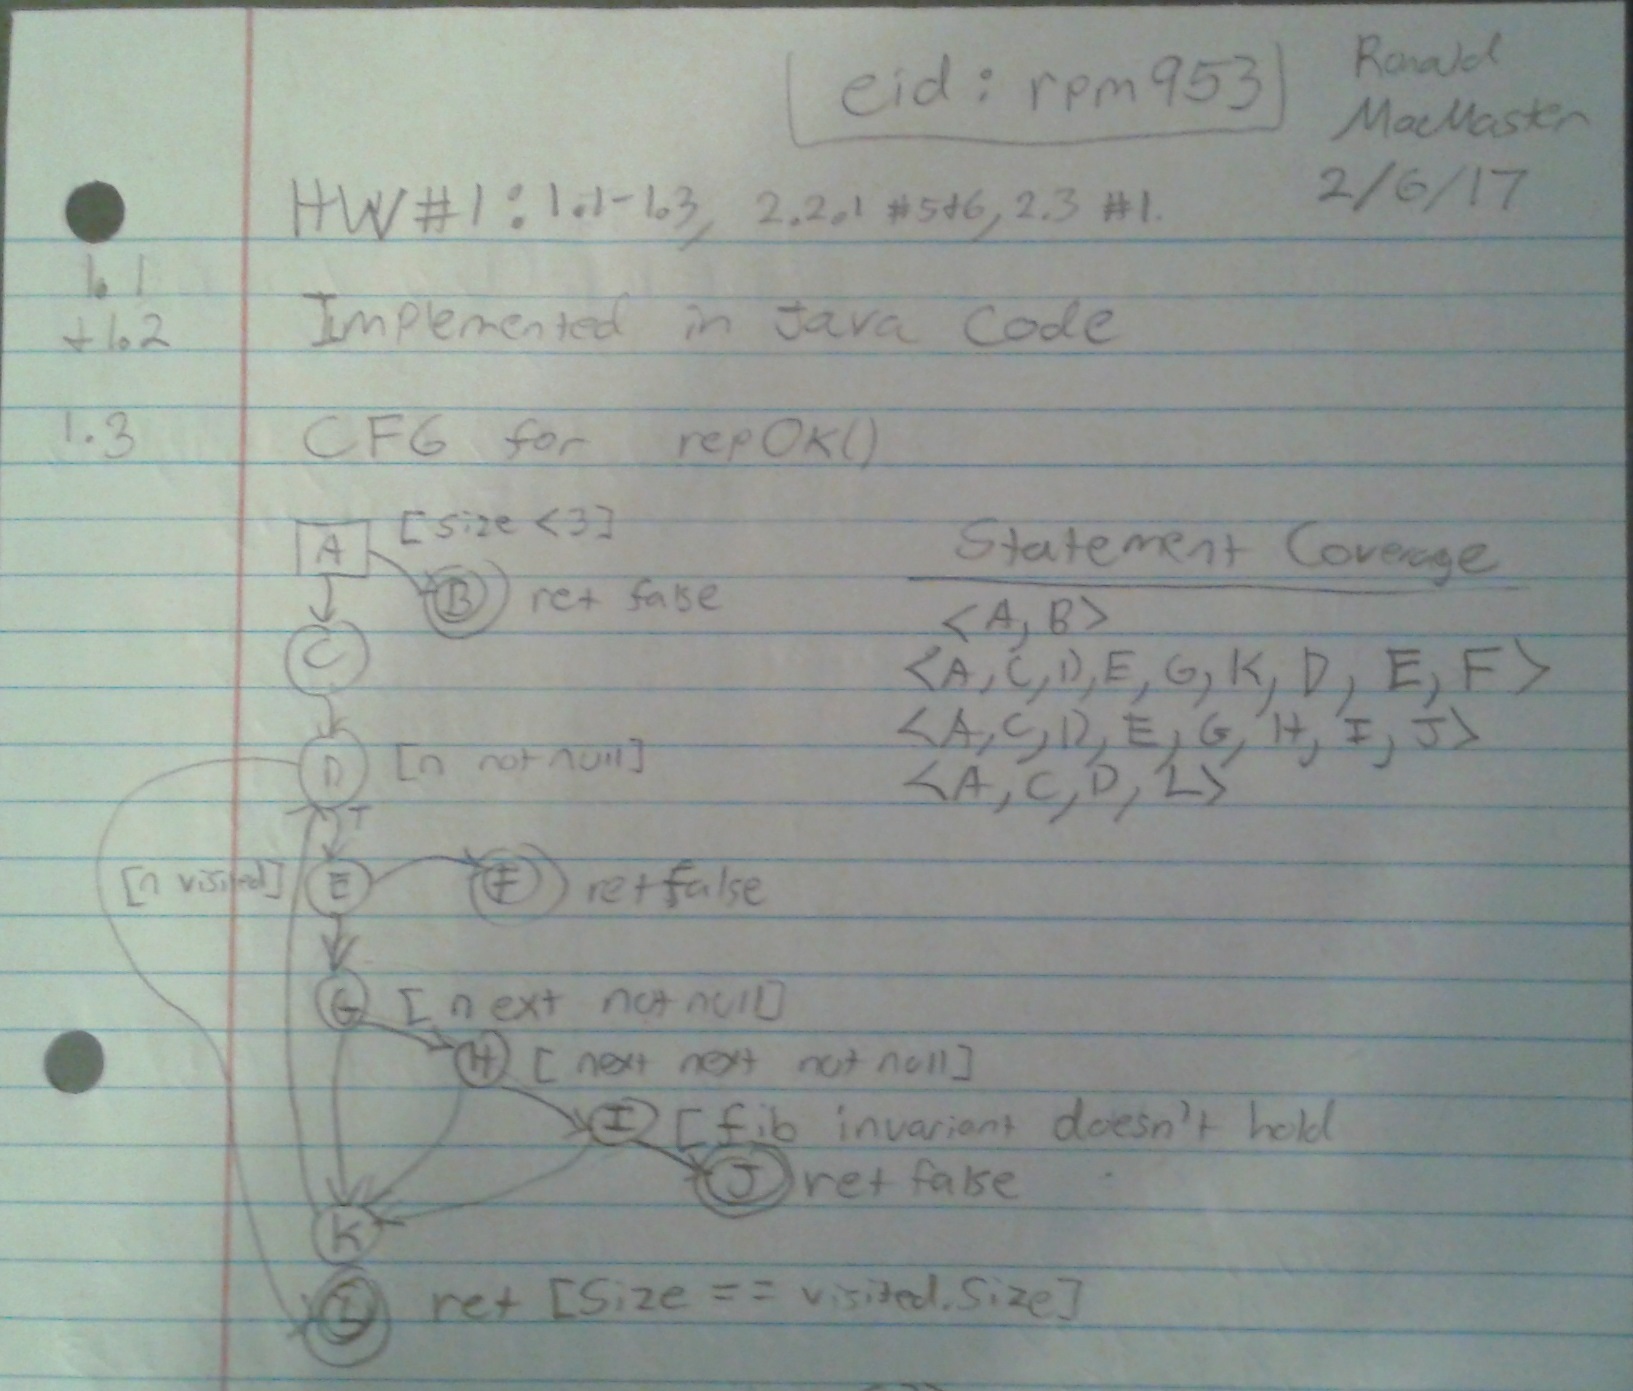 eid: rpm953
Ronald
MacMaster
2/6/17
HW#1: 1.1-1.3, 2.2.1 #5+6, 2.3 #1.
1.1
+1.2 Implemented in Java Code
1.3 CFG for repOK()
A [size <3]
B ret false
C
D [n not null]
T
[n visited] E F ret false
G [next not null]
H [next next not null]
I [fib invariant doesn't hold
J ret false
K
L ret [Size == visited.Size]
Statement Coverage
<A, B>
<A, C, D, E, G, K, D, E, F>
<A, C, D, E, G, H, I, J>
<A, C, D, L>